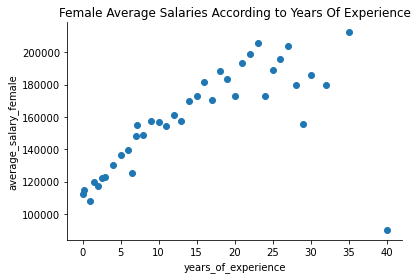 Female Average Salaries According to Years Of Experience
average_salary_female
200000
180000
160000
140000
120000
100000
0 5 10 15 20 25 30 35 40
years_of_experience